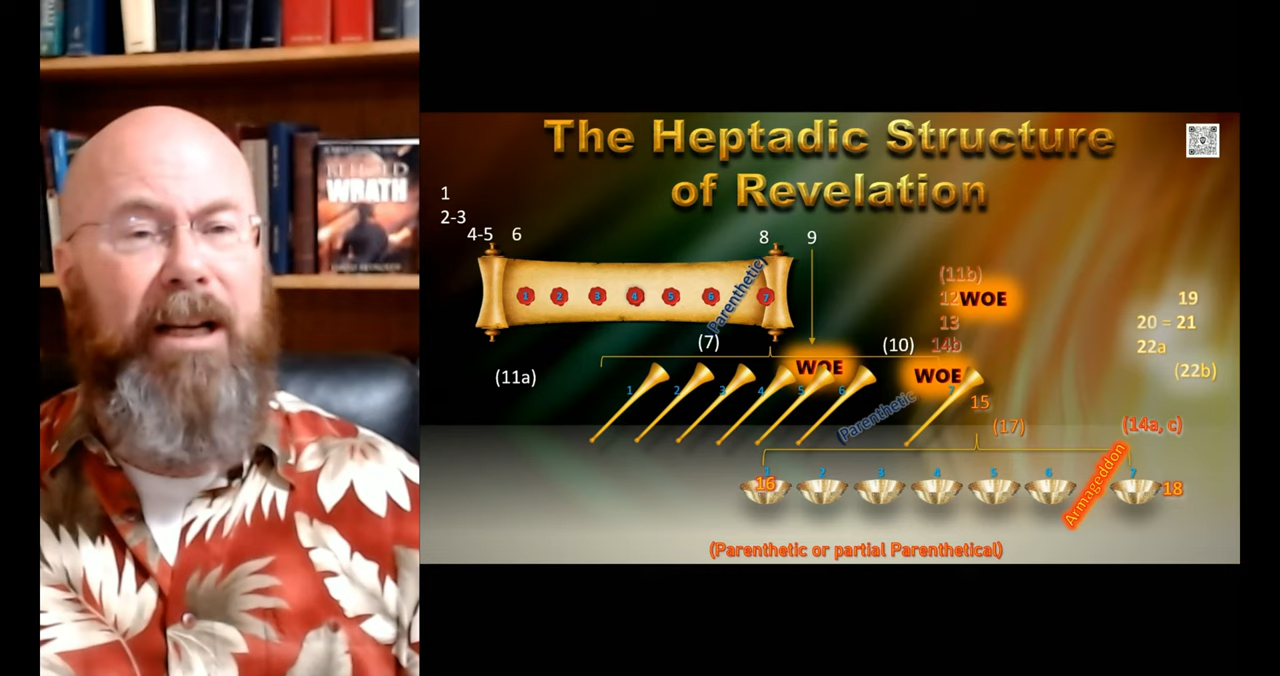 The Heptadic Structure
of Revelation
1
2-3
4-5
6
8
9
1
2
3
4
5
6
Parenthetic
7
(7)
(10)
(11a)
(11b)
12
WOE
13
14b
WOE
WOE
1
2
3
4
5
6
Parenthetic
15
(17)
(14a, c)
19
20 = 21
22a
(22b)
1
16
2
3
4
5
6
Armageddon
7
18
(Parenthetic or partial Parenthetical)
WRATH